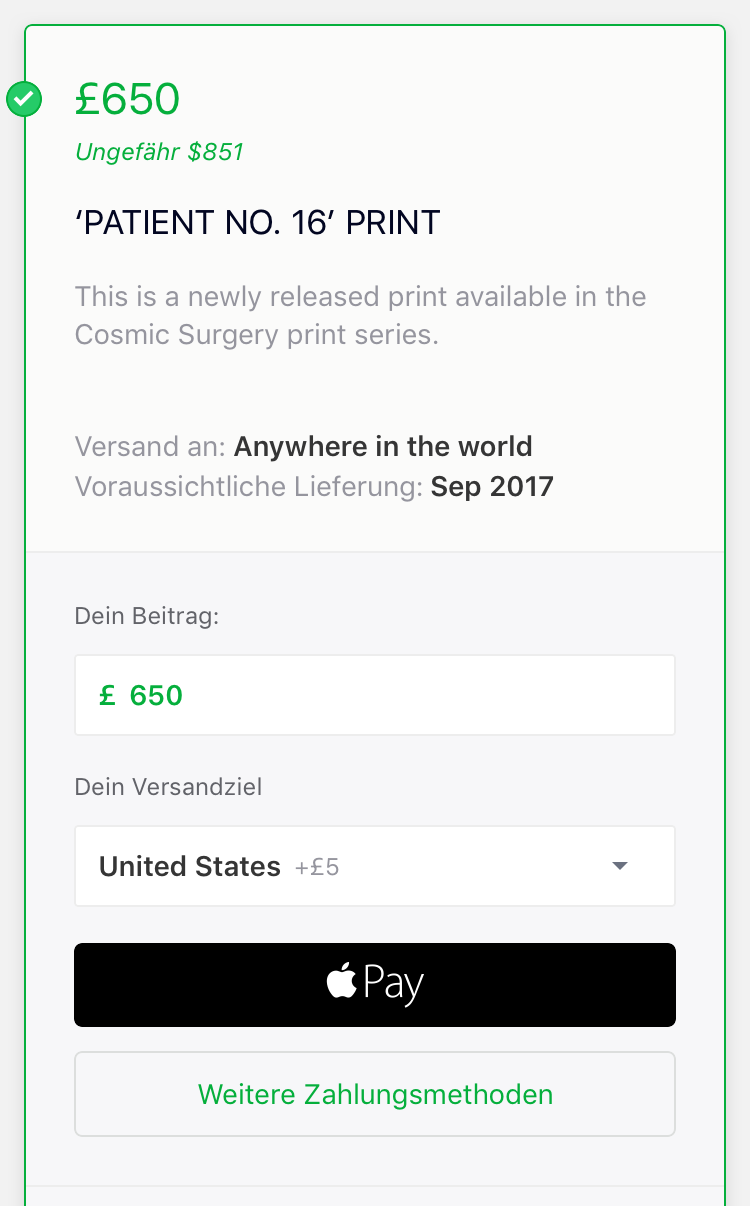 £650
Ungefähr $851
‘PATIENT NO. 16’ PRINT
This is a newly released print available in the
Cosmic Surgery print series.
Versand an: Anywhere in the world
Voraussichtliche Lieferung: Sep 2017
Dein Beitrag:
£ 650
Dein Versandziel
United States +£5
Pay
Weitere Zahlungsmethoden